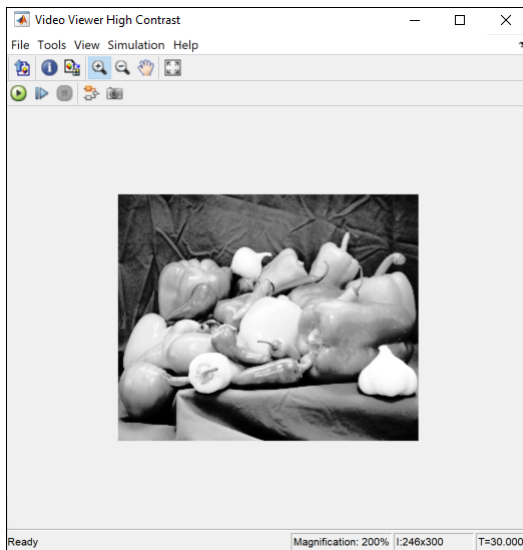 Video Viewer High Contrast
File Tools View Simulation Help
Ready Magnification: 200% I:246x300 T=30.000